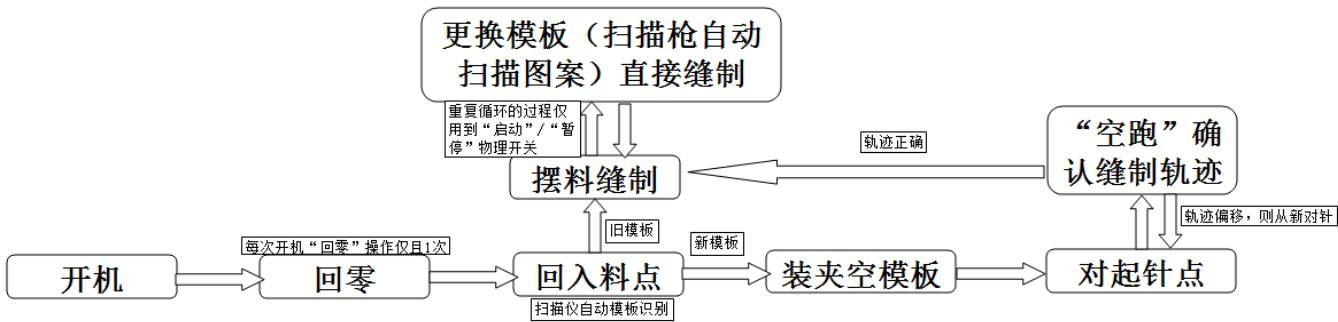 更换模板（扫描枪自动
扫描图案）直接缝制
重复循环的过程仅
用到“启动”/“暂
停”物理开关
“空跑”确
认缝制轨迹
轨迹正确
摆料缝制
轨迹偏移，则从新对针
旧模板
每次开机“回零”操作仅且1次
新模板
开机
回零
回入料点
装夹空模板
对起针点
扫描仪自动模板识别